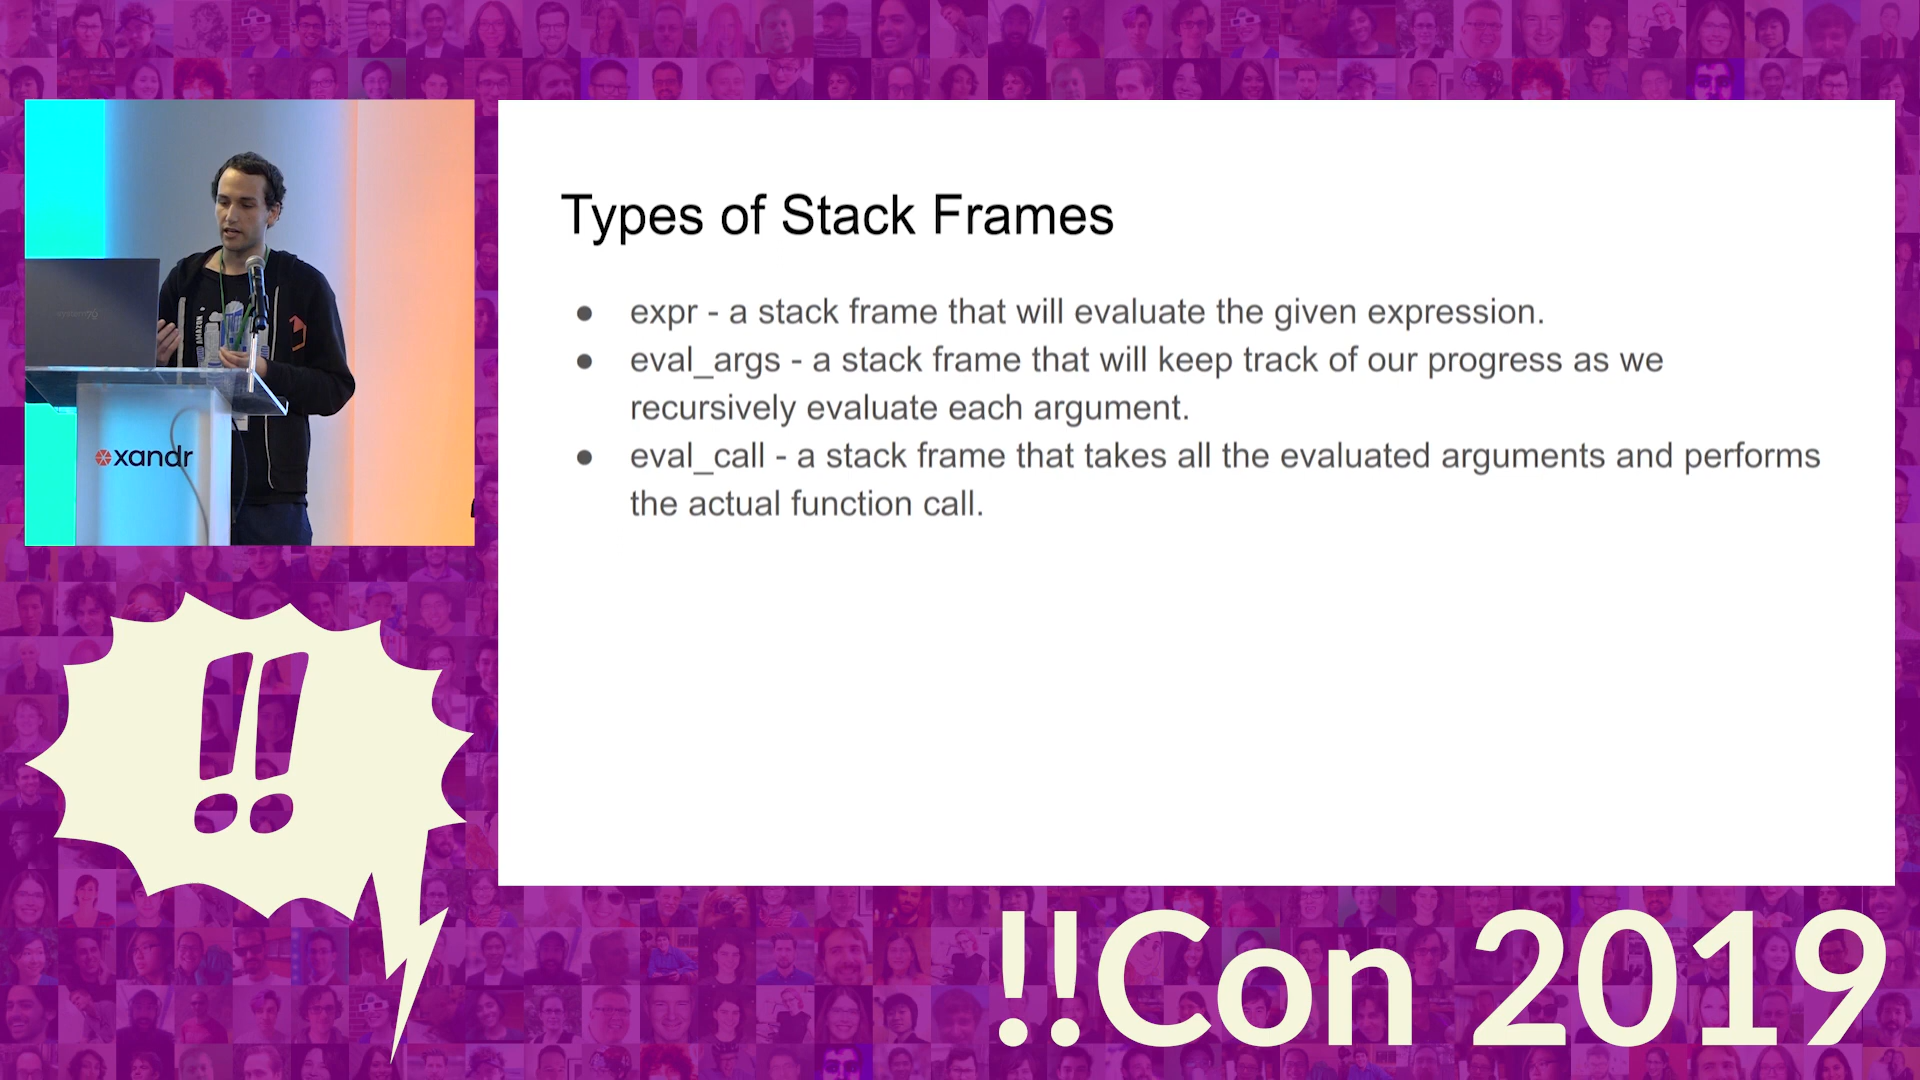 Types of Stack Frames
● expr - a stack frame that will evaluate the given expression.
● eval_args - a stack frame that will keep track of our progress as we
recursively evaluate each argument.
● eval_call - a stack frame that takes all the evaluated arguments and performs
the actual function call.
AMAZON
xandr
!!
!!Con 2019